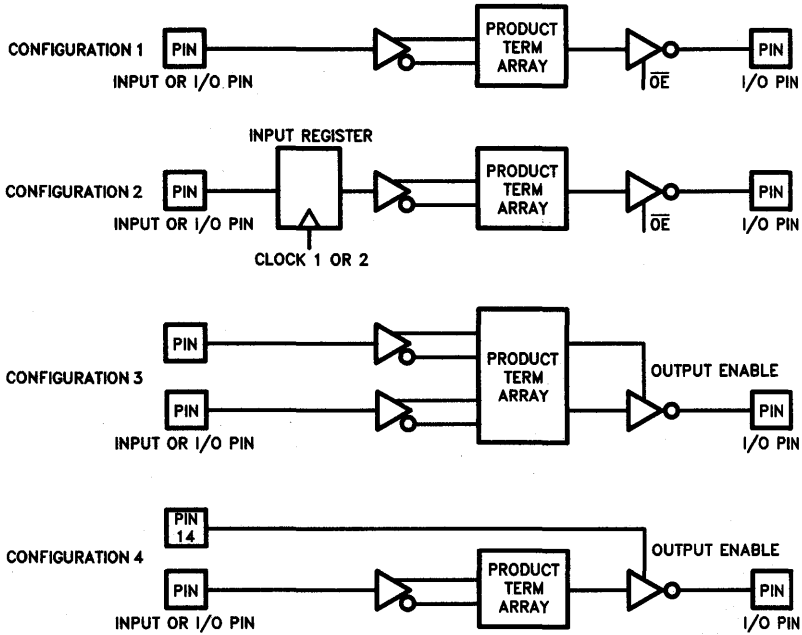 CONFIGURATION 1
PIN
INPUT OR I/O PIN
PRODUCT
TERM
ARRAY
OE
PIN
I/O PIN
CONFIGURATION 2
PIN
INPUT OR I/O PIN
INPUT REGISTER
CLOCK 1 OR 2
PRODUCT
TERM
ARRAY
OE
PIN
I/O PIN
CONFIGURATION 3
PIN
PIN
INPUT OR I/O PIN
PRODUCT
TERM
ARRAY
OUTPUT ENABLE
PIN
I/O PIN
CONFIGURATION 4
PIN
14
PIN
INPUT OR I/O PIN
PRODUCT
TERM
ARRAY
OUTPUT ENABLE
PIN
I/O PIN